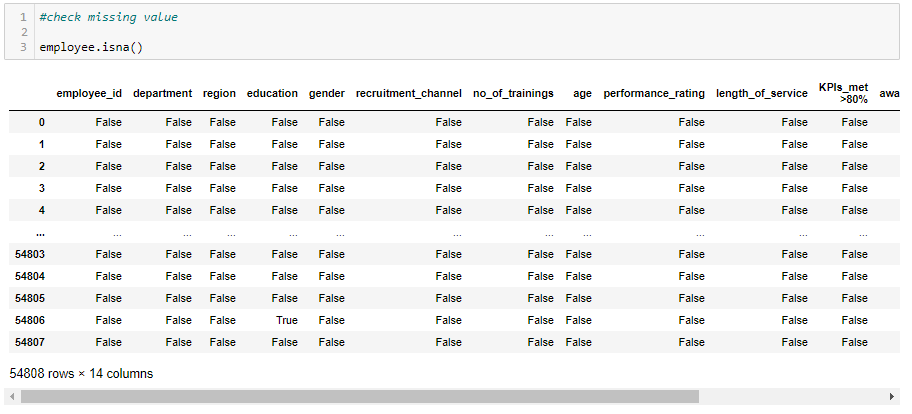 1 #check missing value
2
3 employee.isna()
employee_id department region education gender recruitment_channel no_of_trainings age performance_rating length_of_service KPIs_met >80% awa
0 False False False False False False False False False False False
1 False False False False False False False False False False False
2 False False False False False False False False False False False
3 False False False False False False False False False False False
4 False False False False False False False False False False False
... ... ... ... ... ... ... ... ... ... ... ...
54803 False False False False False False False False False False False
54804 False False False False False False False False False False False
54805 False False False False False False False False False False False
54806 False False False True False False False False False False False
54807 False False False False False False False False False False False
54808 rows × 14 columns